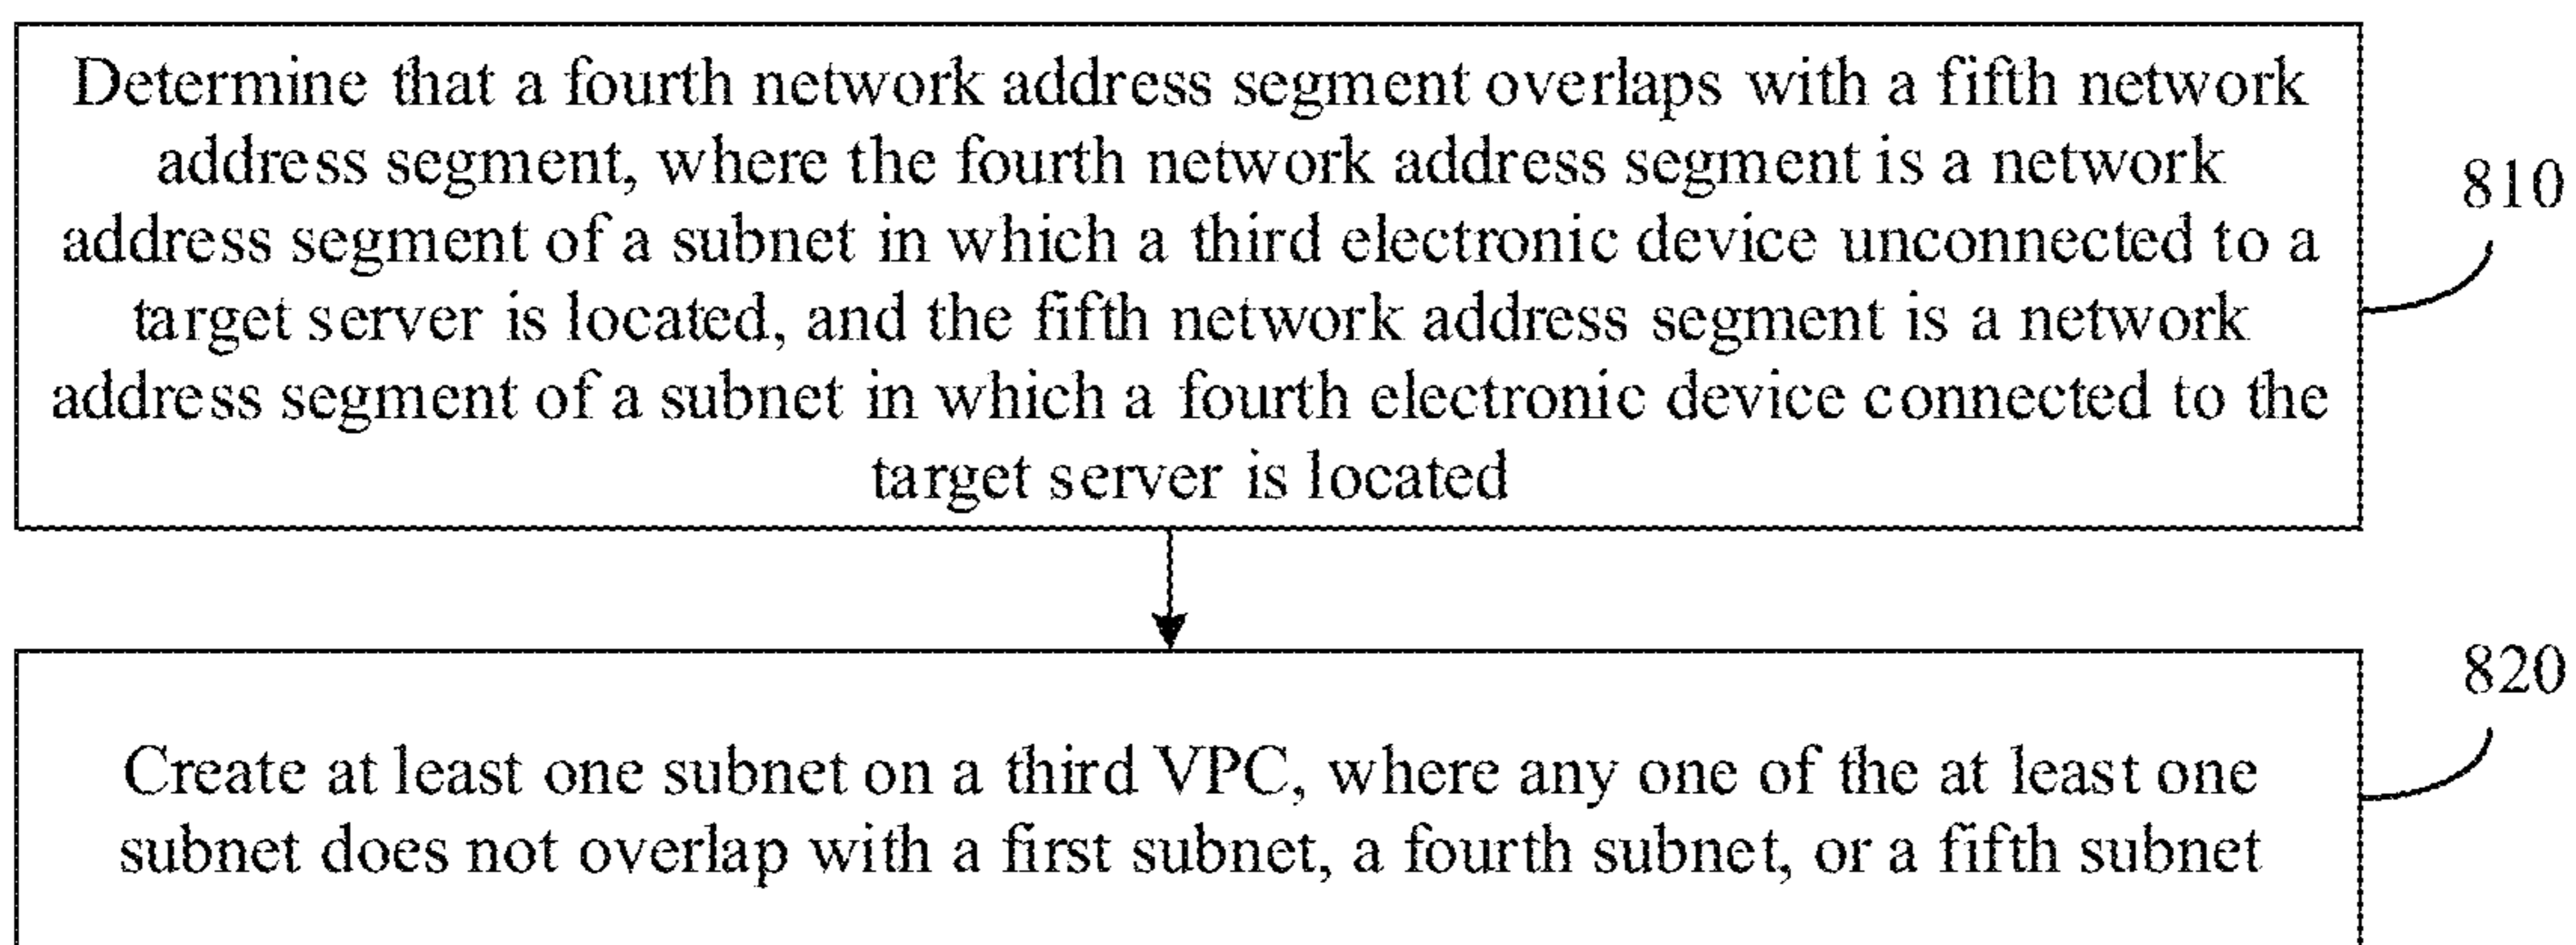 Determine that a fourth network address segment overlaps with a fifth network
address segment, where the fourth network address segment is a network
address segment of a subnet in which a third electronic device unconnected to a
target server is located, and the fifth network address segment is a network
address segment of a subnet in which a fourth electronic device connected to the
target server is located
810
820
Create at least one subnet on a third VPC, where any one of the at least one
subnet does not overlap with a first subnet, a fourth subnet, or a fifth subnet